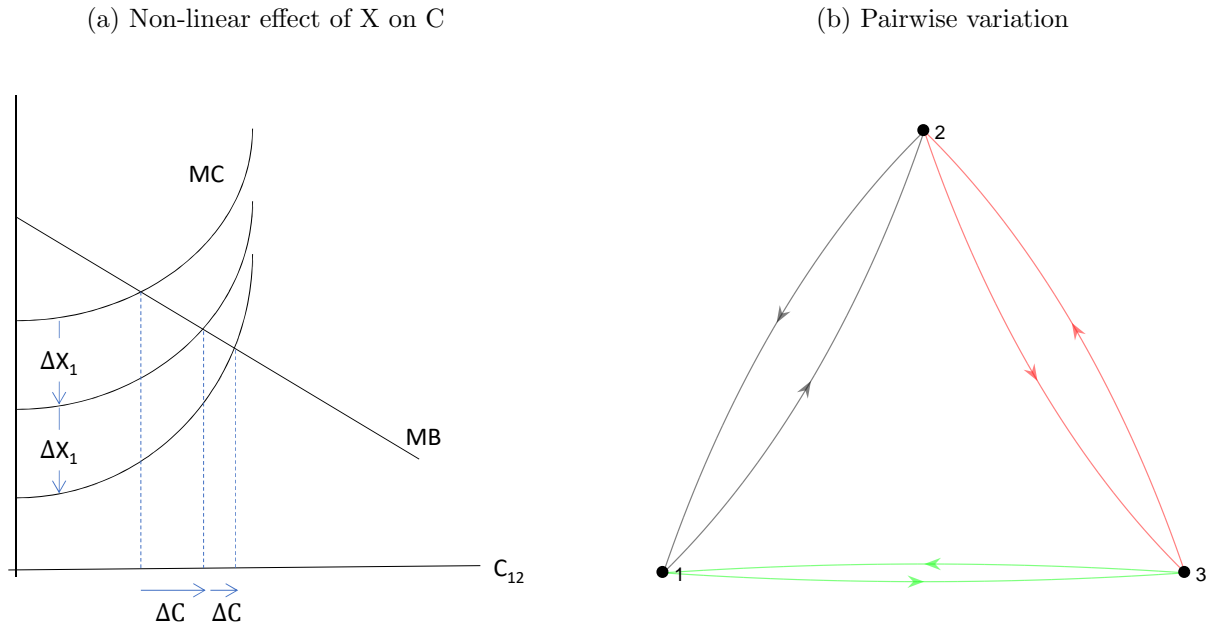 (a) Non-linear effect of X on C
MC
ΔX₁
ΔX₁
MB
C₁₂
ΔC ΔC
(b) Pairwise variation
2
1
3